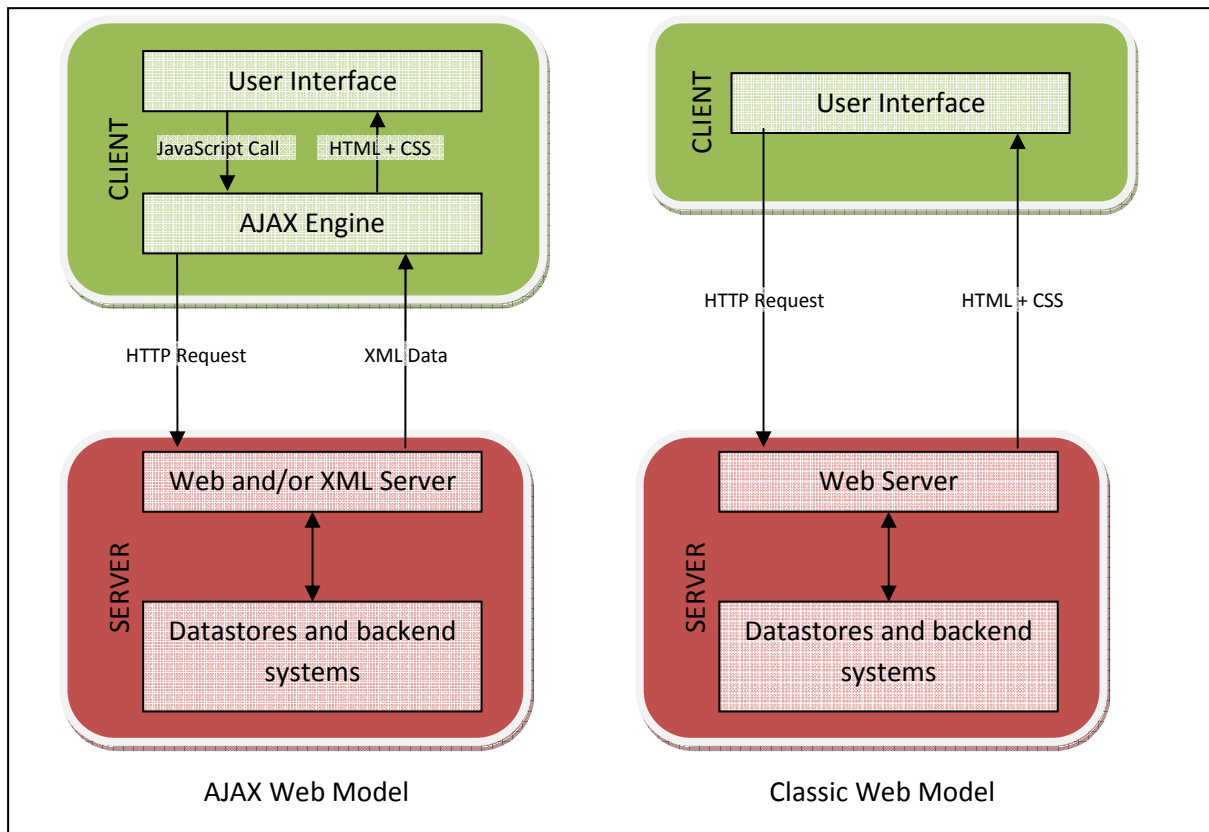 CLIENT
User Interface
JavaScript Call
HTML + CSS
AJAX Engine
HTTP Request
XML Data
SERVER
Web and/or XML Server
Datastores and backend
systems
AJAX Web Model
CLIENT
User Interface
HTTP Request
HTML + CSS
SERVER
Web Server
Datastores and backend
systems
Classic Web Model